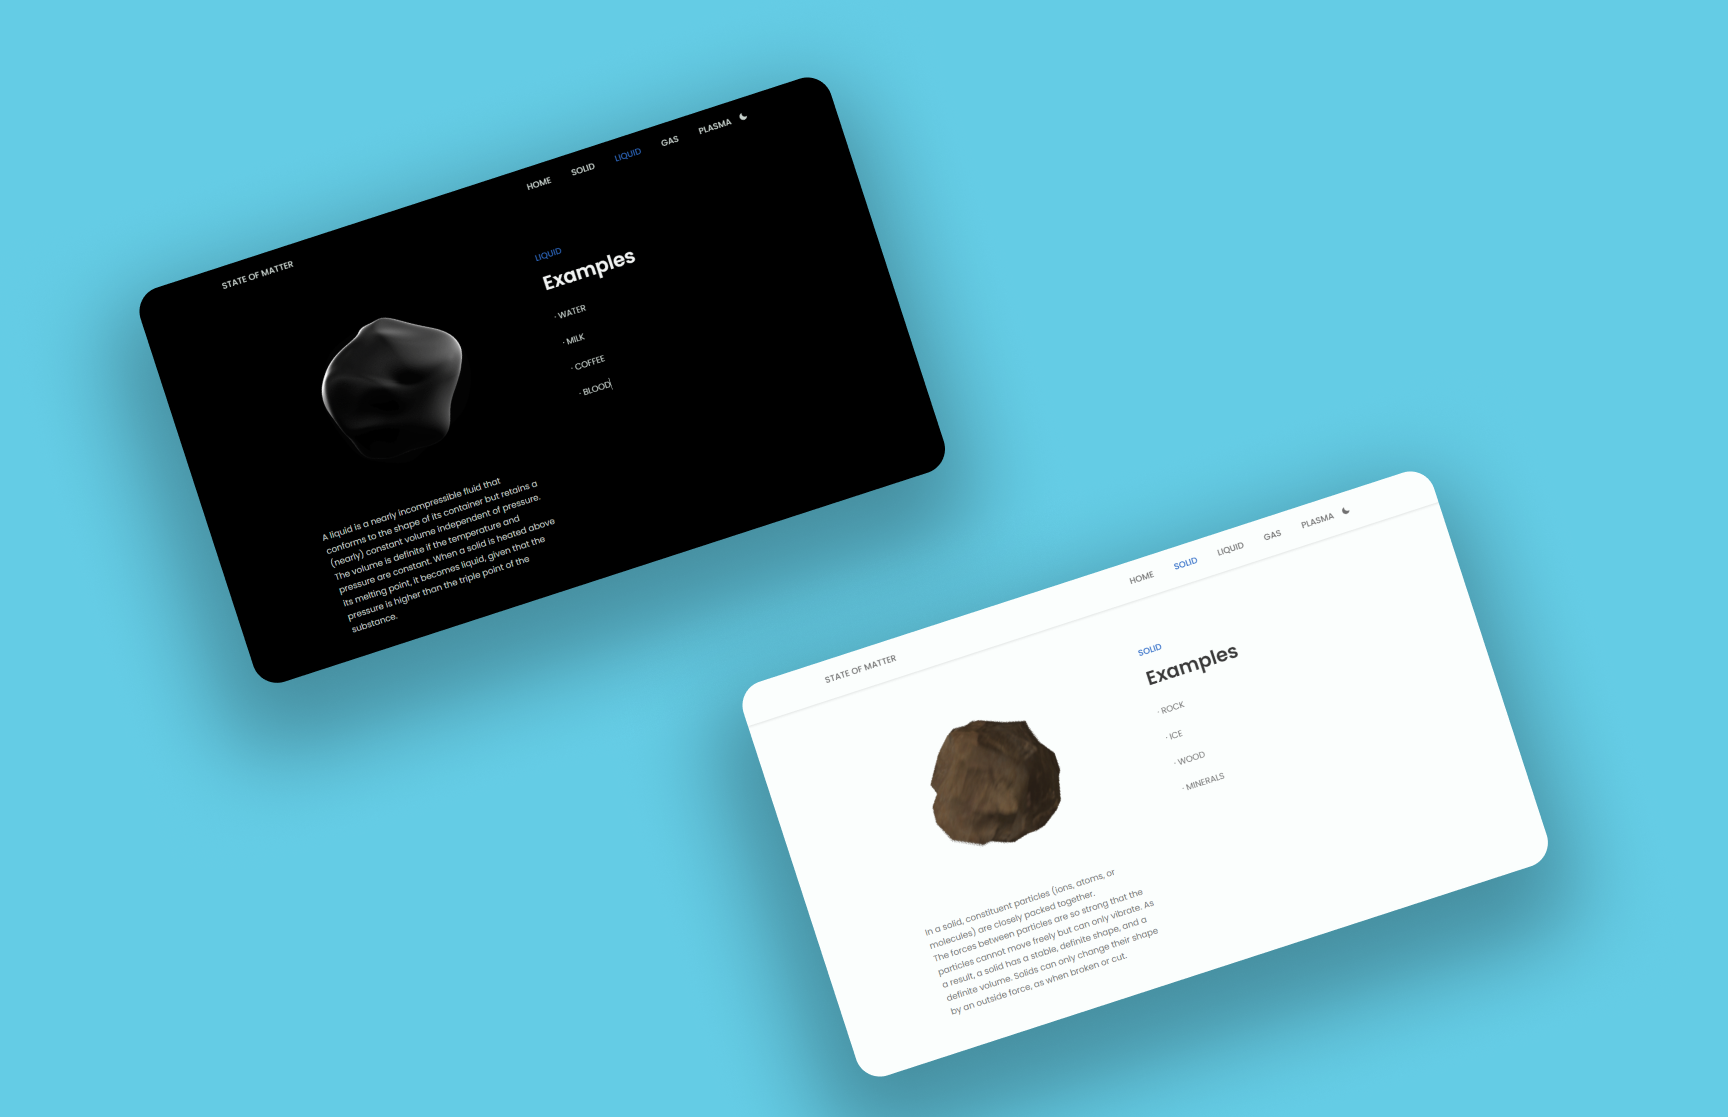 STATE OF MATTER
HOME SOLID LIQUID GAS PLASMA
LIQUID
Examples
· WATER
· MILK
· COFFEE
· BLOOD
A liquid is a nearly incompressible fluid that
conforms to the shape of its container but retains a
(nearly) constant volume independent of pressure.
The volume is definite if the temperature and
pressure are constant. When a solid is heated above
its melting point, it becomes liquid, given that the
pressure is higher than the triple point of the
substance.
STATE OF MATTER
HOME SOLID LIQUID GAS PLASMA
SOLID
Examples
· ROCK
· ICE
· WOOD
· MINERALS
In a solid, constituent particles (ions, atoms, or
molecules) are closely packed together.
The forces between particles are so strong that the
particles cannot move freely but can only vibrate. As
a result, a solid has a stable, definite shape, and a
definite volume. Solids can only change their shape
by an outside force, as when broken or cut.